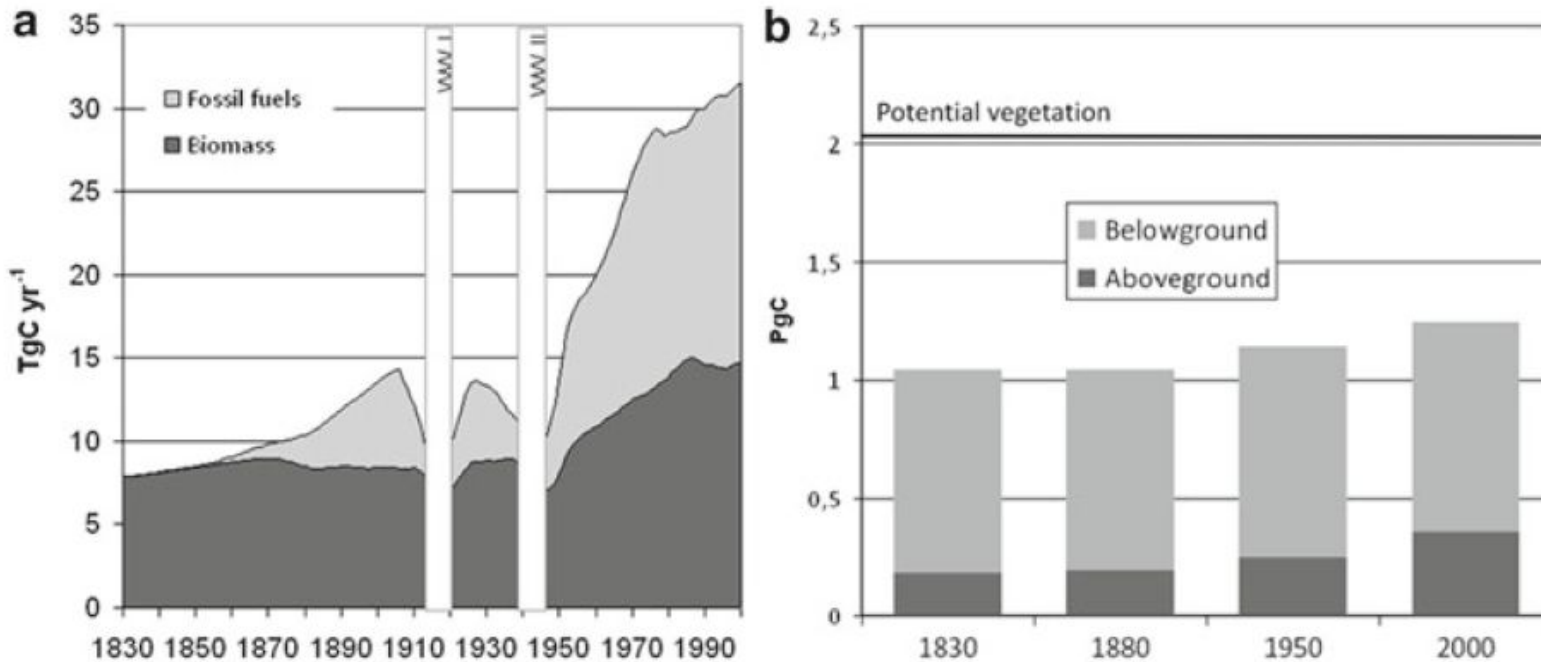 a
35
30
25
20
15
10
5
0
TgC yr-1
Fossil fuels
Biomass
WW I
WW II
1830 1850 1870 1890 1910 1930 1950 1970 1990
b
2,5
2
1,5
1
0,5
0
PgC
Potential vegetation
Belowground
Aboveground
1830 1880 1950 2000